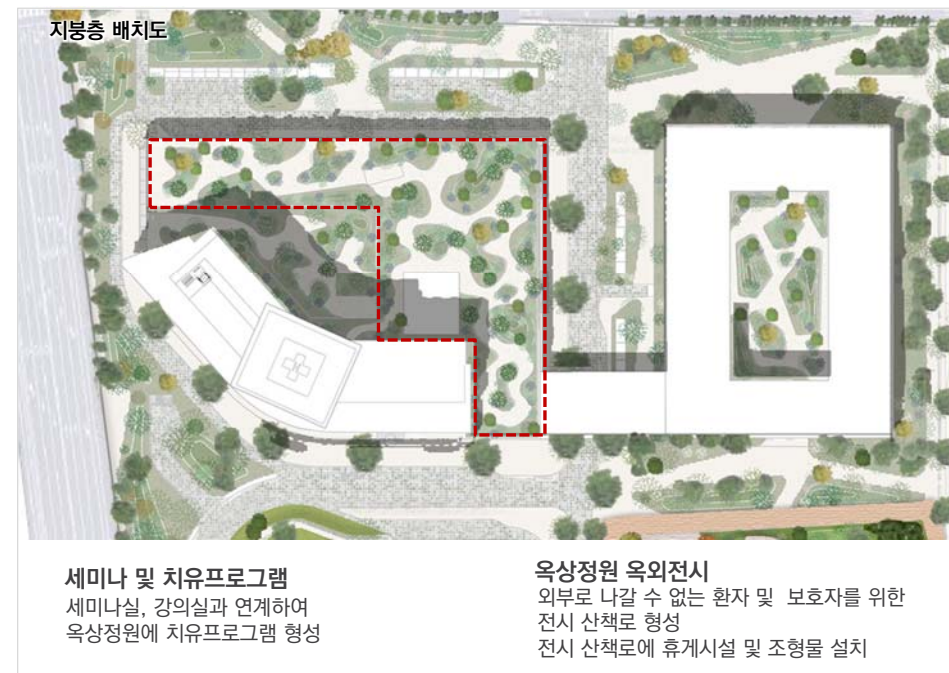 지붕층 배치도
세미나 및 치유프로그램
세미나실, 강의실과 연계하여
옥상정원에 치유프로그램 형성
옥상정원 옥외전시
외부로 나갈 수 없는 환자 및 보호자를 위한
전시 산책로 형성
전시 산책로에 휴게시설 및 조형물 설치